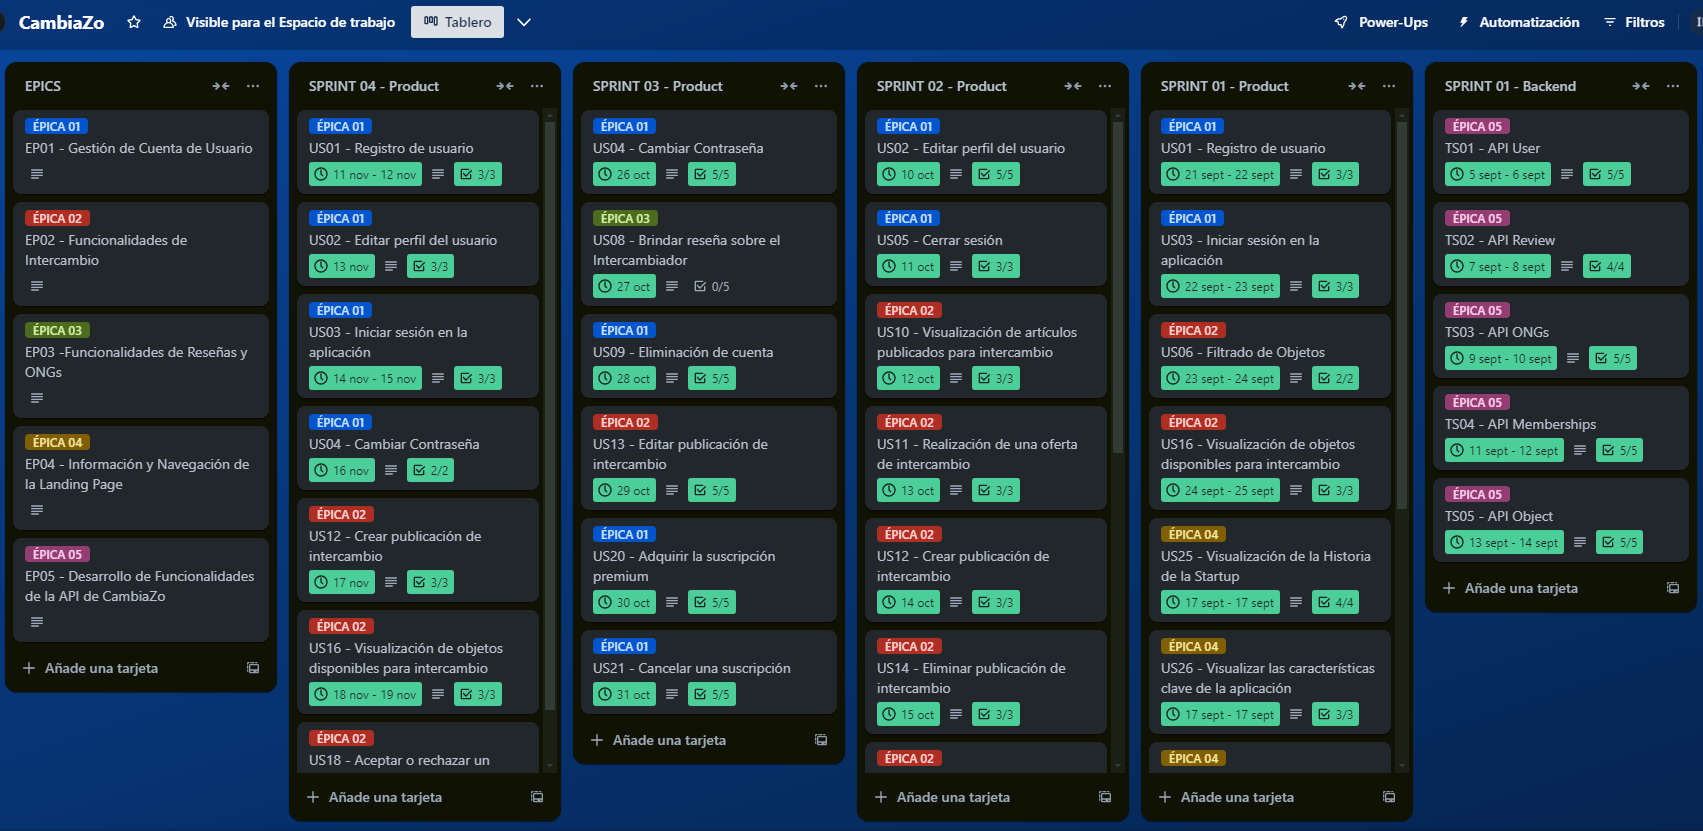 CambiaZo
Visible para el Espacio de trabajo
Tablero
Power-Ups
Automatización
Filtros
EPICS
ÉPICA 01
EP01 - Gestión de Cuenta de Usuario
ÉPICA 02
EP02 - Funcionalidades de
Intercambio
ÉPICA 03
EP03 -Funcionalidades de Reseñas y
ONGs
ÉPICA 04
EP04 - Información y Navegación de
la Landing Page
ÉPICA 05
EP05 - Desarrollo de Funcionalidades
de la API de CambiaZo
Añade una tarjeta
SPRINT 04 - Product
ÉPICA 01
US01 - Registro de usuario
11 nov - 12 nov 3/3
ÉPICA 01
US02 - Editar perfil del usuario
13 nov 3/3
ÉPICA 01
US03 - Iniciar sesión en la
aplicación
14 nov - 15 nov 3/3
ÉPICA 01
US04 - Cambiar Contraseña
16 nov 2/2
ÉPICA 02
US12 - Crear publicación de
intercambio
17 nov 3/3
ÉPICA 02
US16 - Visualización de objetos
disponibles para intercambio
18 nov - 19 nov 3/3
ÉPICA 02
US18 - Aceptar o rechazar un
Añade una tarjeta
SPRINT 03 - Product
ÉPICA 01
US04 - Cambiar Contraseña
26 oct 5/5
ÉPICA 03
US08 - Brindar reseña sobre el
Intercambiador
27 oct 0/5
ÉPICA 01
US09 - Eliminación de cuenta
28 oct 5/5
ÉPICA 02
US13 - Editar publicación de
intercambio
29 oct 5/5
ÉPICA 01
US20 - Adquirir la suscripción
premium
30 oct 5/5
ÉPICA 01
US21 - Cancelar una suscripción
31 oct 5/5
Añade una tarjeta
SPRINT 02 - Product
ÉPICA 01
US02 - Editar perfil del usuario
10 oct 5/5
ÉPICA 01
US05 - Cerrar sesión
11 oct 3/3
ÉPICA 02
US10 - Visualización de artículos
publicados para intercambio
12 oct 3/3
ÉPICA 02
US11 - Realización de una oferta
de intercambio
13 oct 3/3
ÉPICA 02
US12 - Crear publicación de
intercambio
14 oct 3/3
ÉPICA 02
US14 - Eliminar publicación de
intercambio
15 oct 3/3
ÉPICA 02
Añade una tarjeta
SPRINT 01 - Product
ÉPICA 01
US01 - Registro de usuario
21 sept - 22 sept 3/3
ÉPICA 01
US03 - Iniciar sesión en la
aplicación
22 sept - 23 sept 3/3
ÉPICA 02
US06 - Filtrado de Objetos
23 sept - 24 sept 2/2
ÉPICA 02
US16 - Visualización de objetos
disponibles para intercambio
24 sept - 25 sept 3/3
ÉPICA 04
US25 - Visualización de la Historia
de la Startup
17 sept - 17 sept 4/4
ÉPICA 04
US26 - Visualizar las características
clave de la aplicación
17 sept - 17 sept 3/3
ÉPICA 04
Añade una tarjeta
SPRINT 01 - Backend
ÉPICA 05
TS01 - API User
5 sept - 6 sept 5/5
ÉPICA 05
TS02 - API Review
7 sept - 8 sept 4/4
ÉPICA 05
TS03 - API ONGs
9 sept - 10 sept 5/5
ÉPICA 05
TS04 - API Memberships
11 sept - 12 sept 5/5
ÉPICA 05
TS05 - API Object
13 sept - 14 sept 5/5
Añade una tarjeta